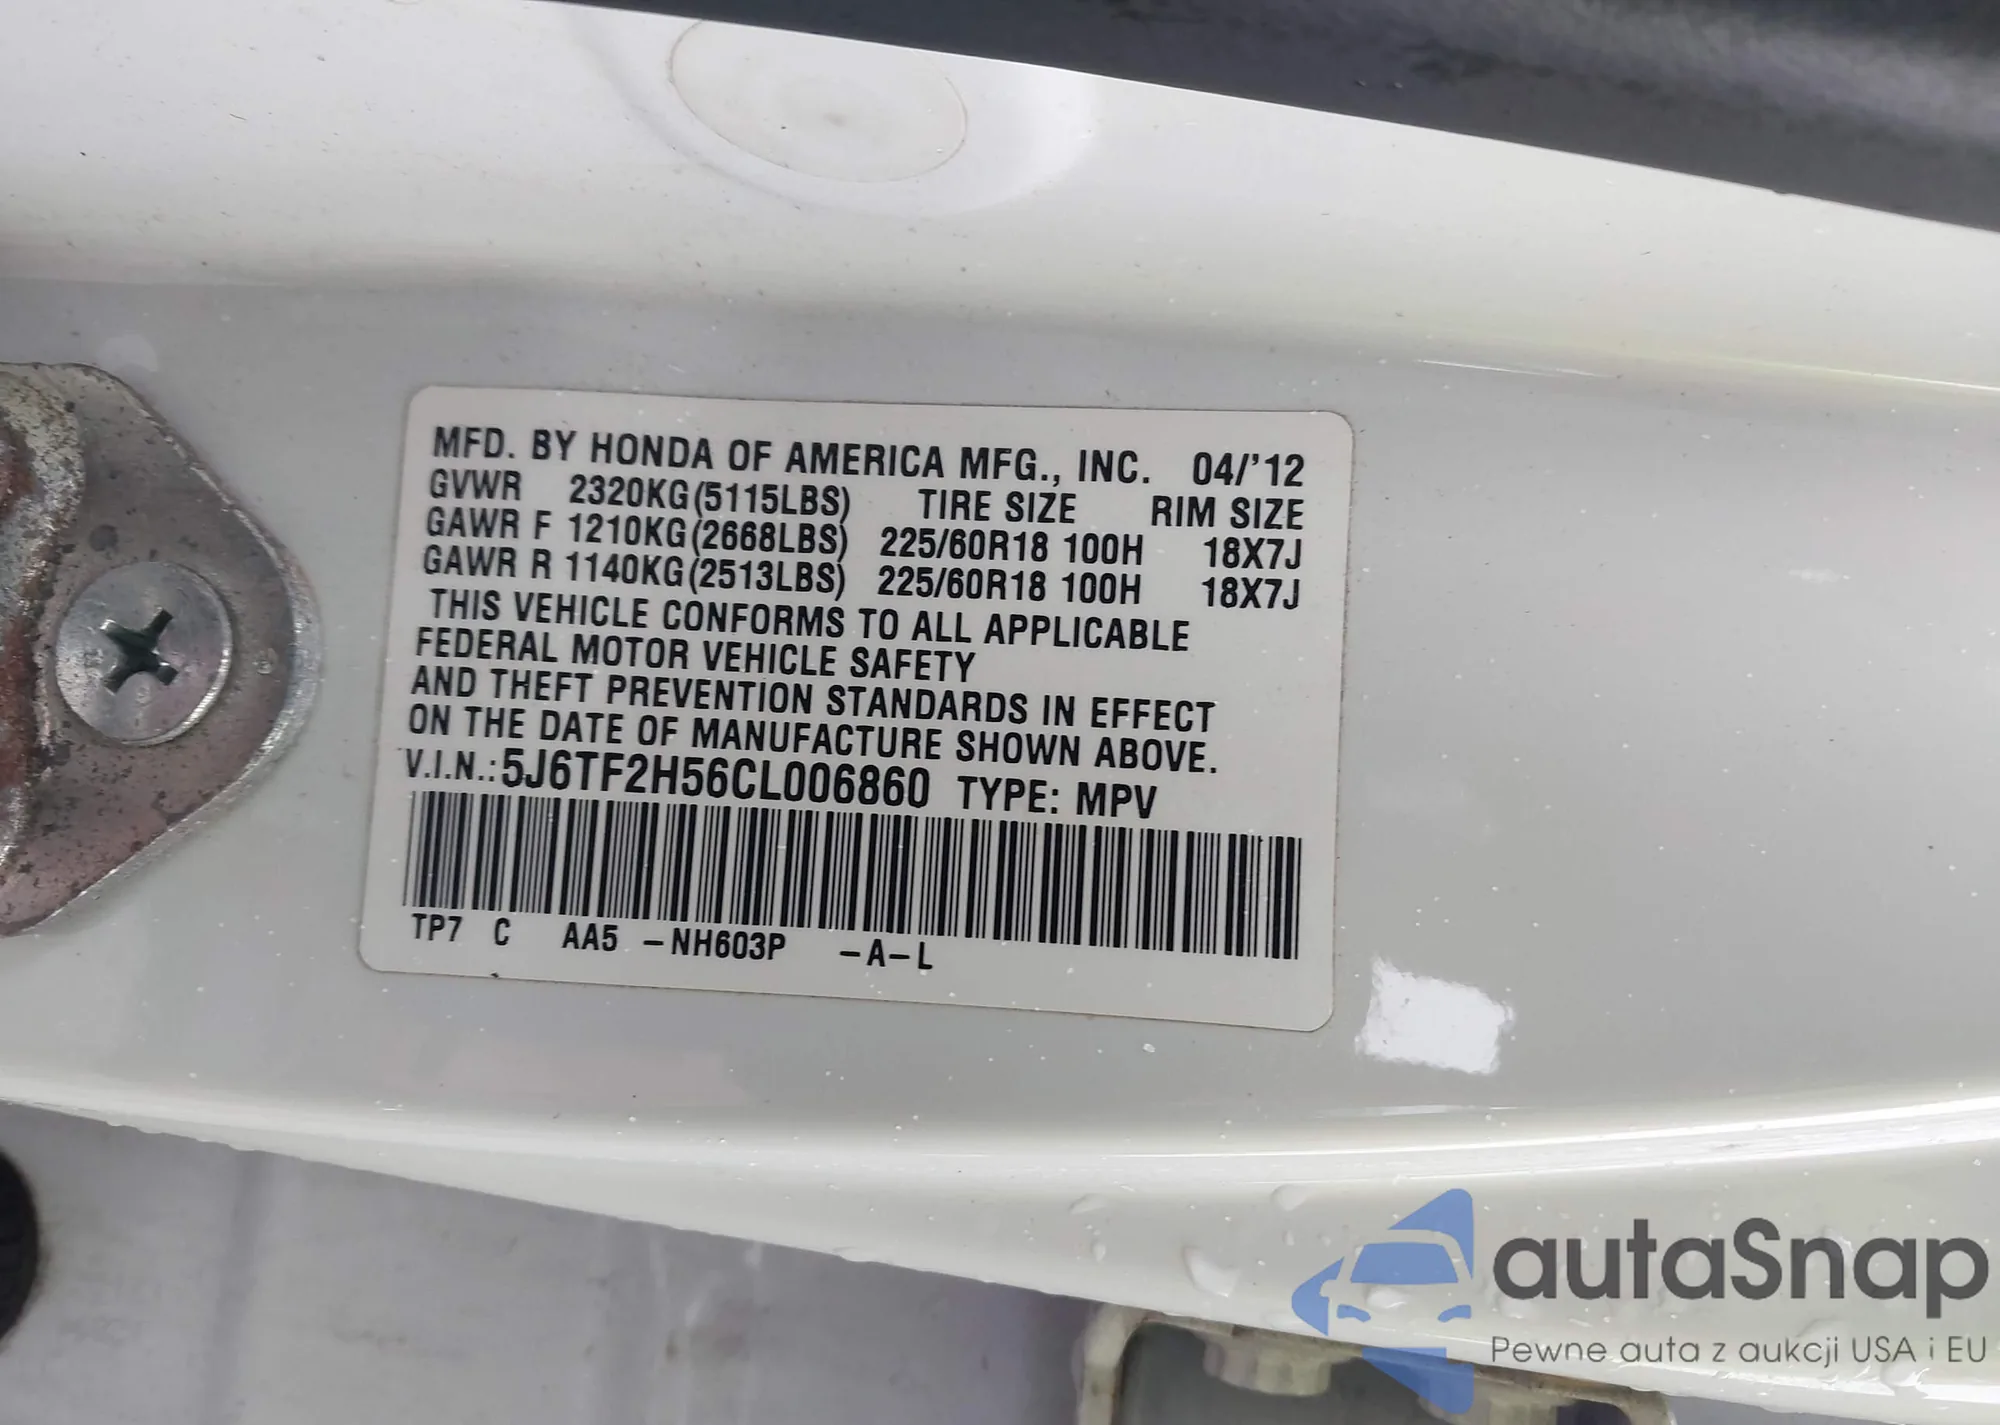 MFD. BY HONDA OF AMERICA MFG., INC. 04/'12
GVWR 2320KG(5115LBS) TIRE SIZE RIM SIZE
GAWR F 1210KG(2668LBS) 225/60R18 100H 18X7J
GAWR R 1140KG(2513LBS) 225/60R18 100H 18X7J
THIS VEHICLE CONFORMS TO ALL APPLICABLE
FEDERAL MOTOR VEHICLE SAFETY
AND THEFT PREVENTION STANDARDS IN EFFECT
ON THE DATE OF MANUFACTURE SHOWN ABOVE.
V.I.N.:5J6TF2H56CL006860 TYPE: MPV
TP7 C AA5 -NH603P -A-L
autaSnap
Pewne auta z aukcji USA i EU